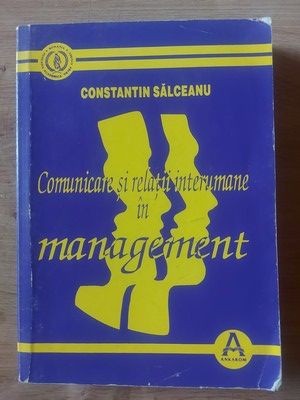 CONSTANTIN SĂLCEANU
Comunicare și relații interumane
în
management
A
ANKAROM